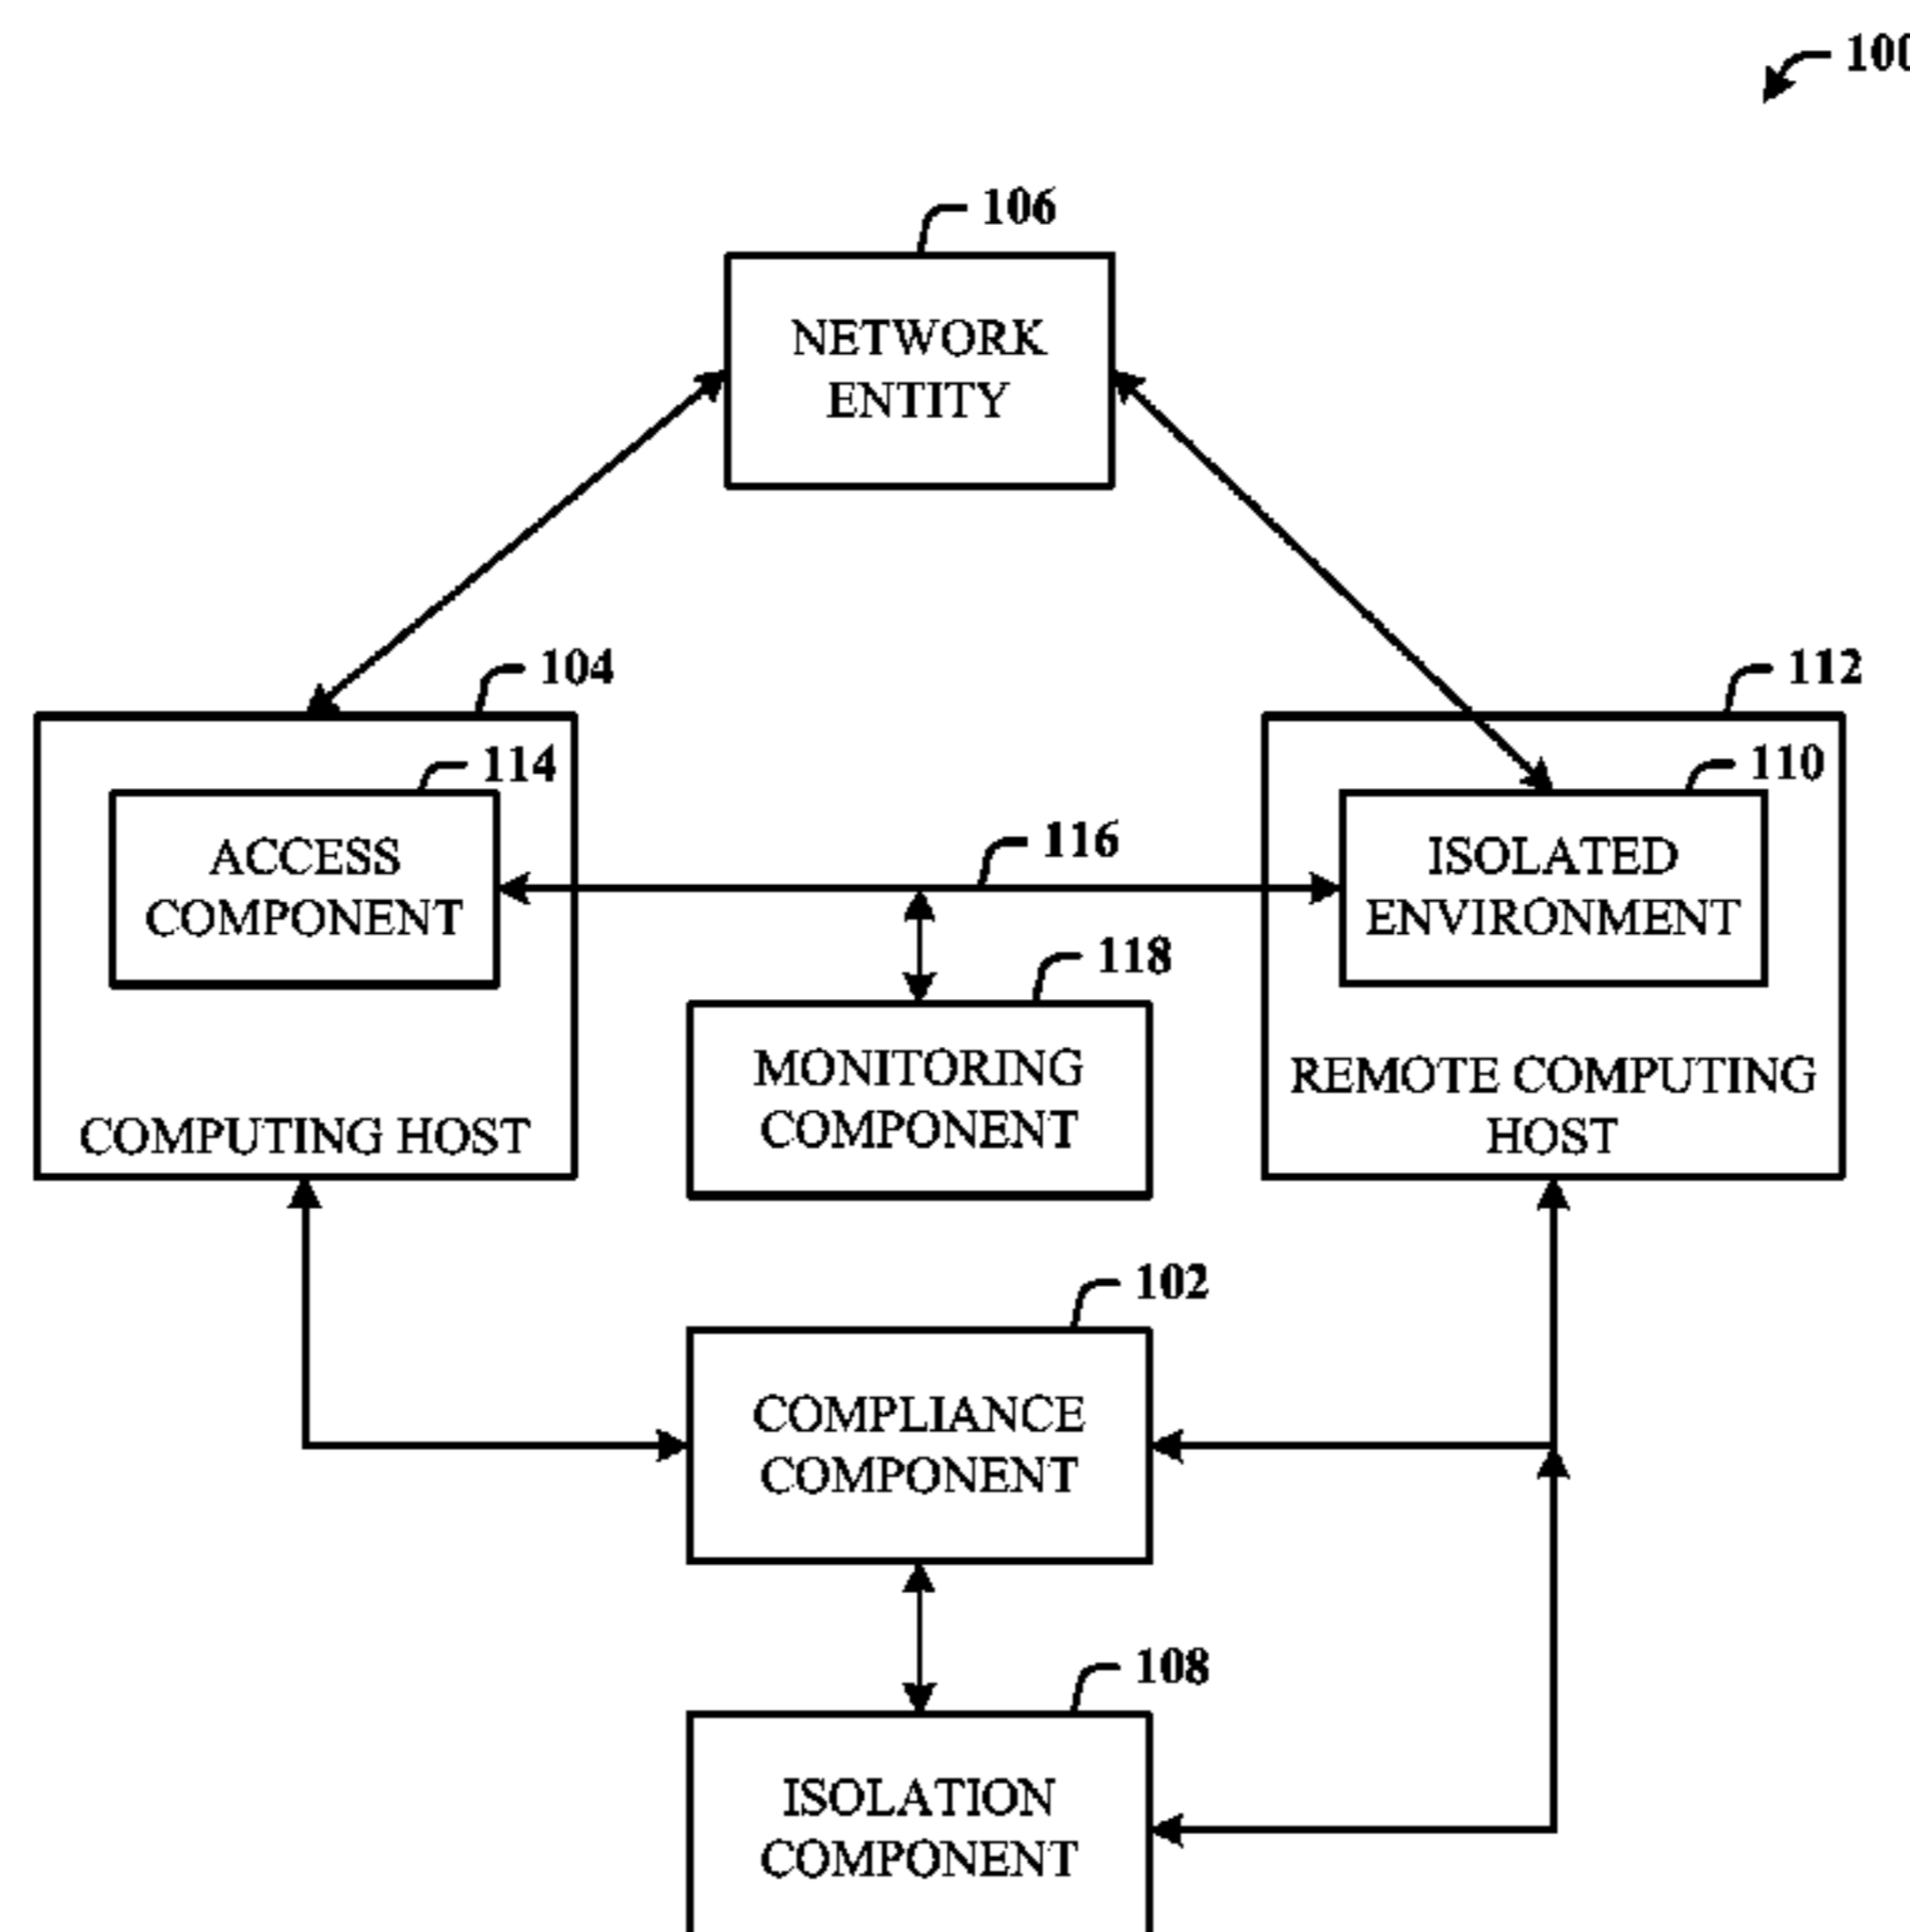 100
106
NETWORK
ENTITY
104
112
114
110
ACCESS
COMPONENT
116
ISOLATED
ENVIRONMENT
118
MONITORING
COMPONENT
COMPUTING HOST
REMOTE COMPUTING
HOST
102
COMPLIANCE
COMPONENT
108
ISOLATION
COMPONENT